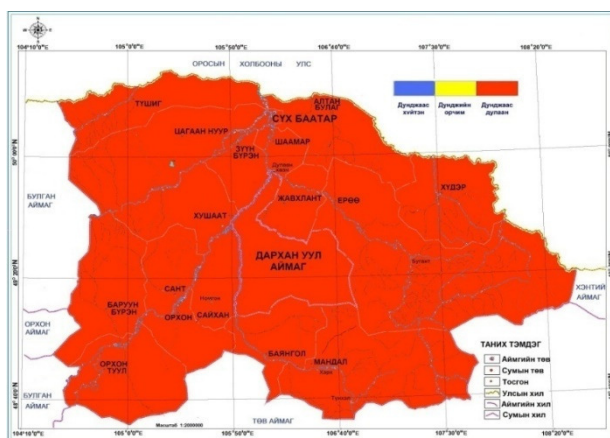 104°10'0"E
105°0'0"
105°50'0"
106°40'0"
107°30'0"
108°20'0"E
ОРОСЫН ХОЛБООНЫ УЛС
Дунджаас хүйтэн
Дунджийн орчим
Дунджаас дулаан
ТҮШИГ
АЛТАН БУЛАГ
СҮХ БААТАР
ЦАГААН НУУР
ШААМАР
ЗҮҮН БҮРЭН
ХҮДЭР
БУЛГАН АЙМАГ
ЖАВХЛАНТ
ЕРӨӨ
ХУШААТ
ДАРХАН УУЛ АЙМАГ
ХЭНТИЙ АЙМАГ
САНТ
БАРУУН БҮРЭН
ОРХОН
САЙХАН
ОРХОН АЙМАГ
БАЯНГОЛ
МАНДАЛ
ОРХОН ТУУЛ
БУЛГАН АЙМАГ
ТӨВ АЙМАГ
ТАНИХ ТЭМДЭГ
Аймгийн төв
Сумын төв
Тосгон
Улсын хил
Аймгийн хил
Сумын хил
Масштаб 1:2000000
104°10'0"
105°0'0"
105°50'0"
106°40'0"
107°30'0"
108°20'0"